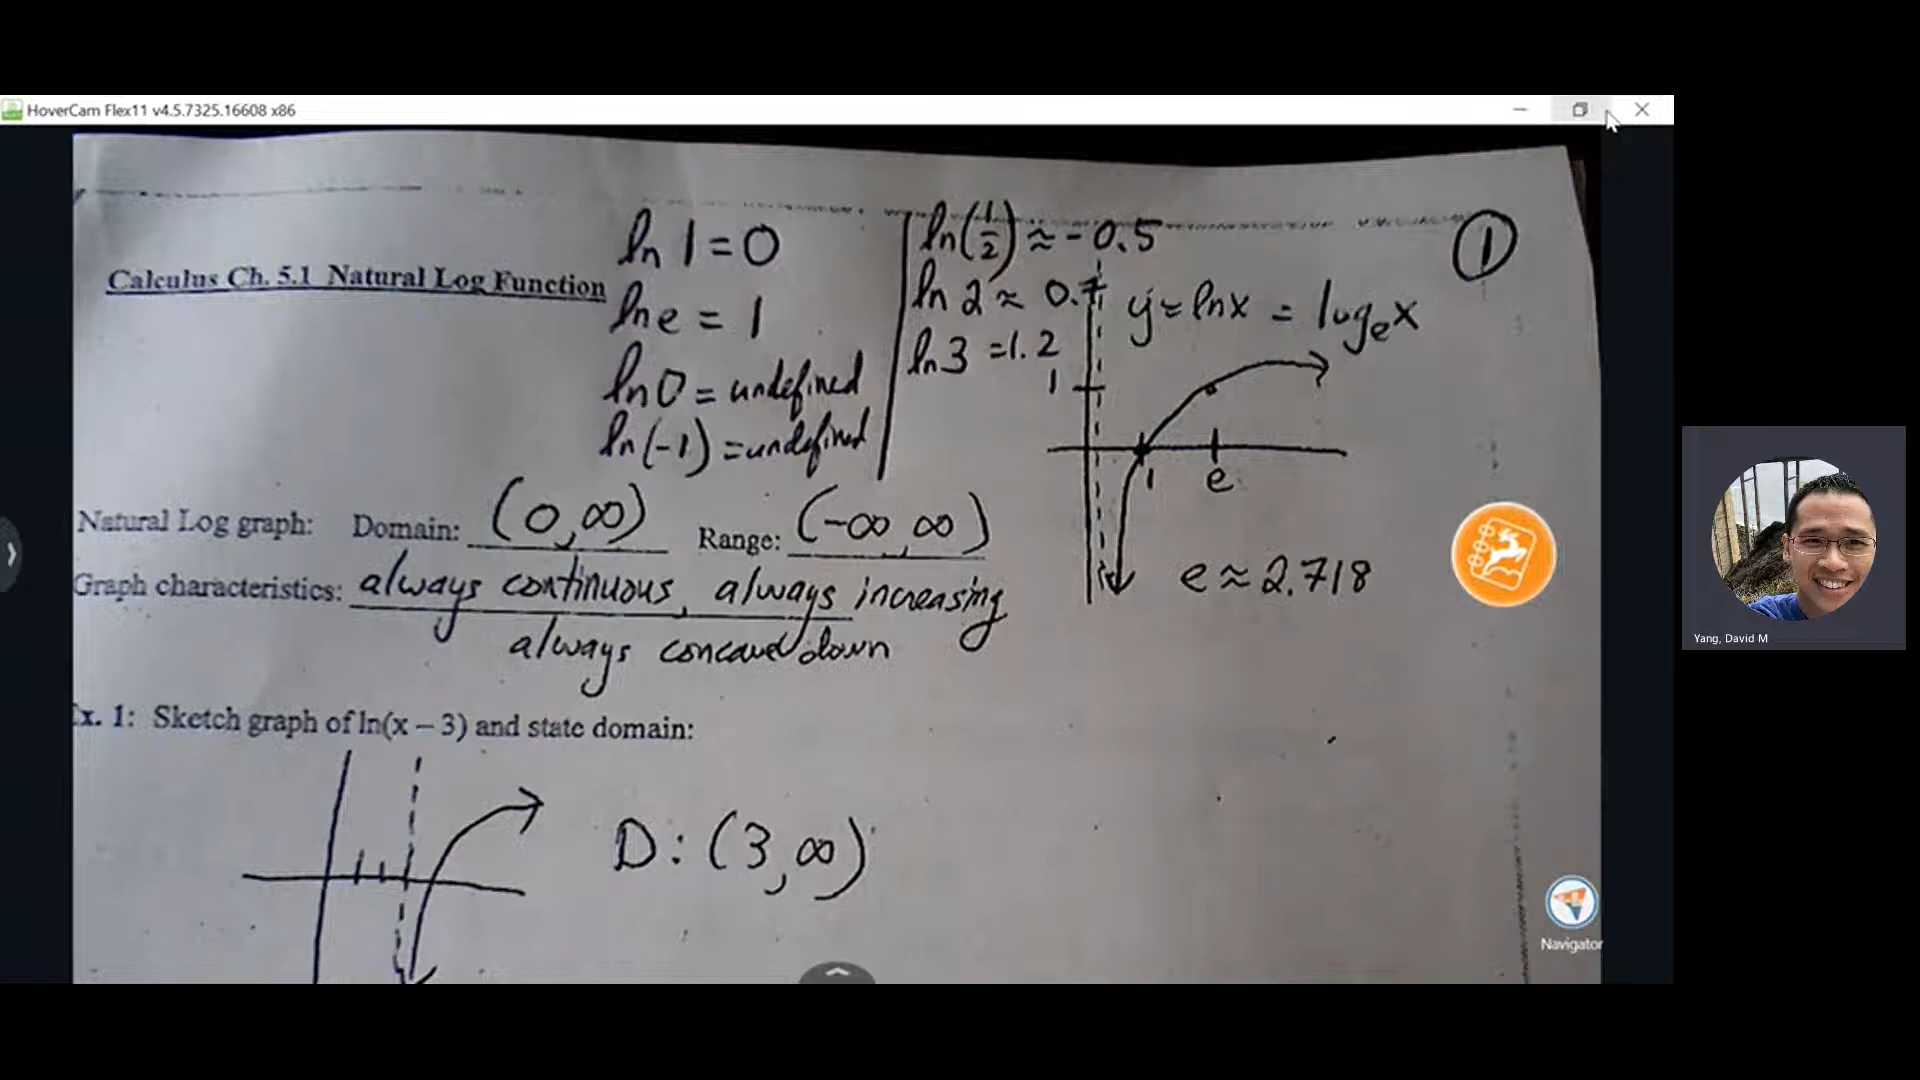 HoverCam Flex11 v4.5.7325.16608 x86
Calculus Ch. 5.1 Natural Log Function
ln 1 = 0
ln e = 1
ln 0 = undefined
ln(-1) = undefined
ln(1/2) ≈ -0.5
ln 2 ≈ 0.7
ln 3 = 1.2
1
y = ln x = log_e x
1
1
e
e ≈ 2.718
Natural Log graph: Domain: (0, ∞) Range: (-∞, ∞)
Graph characteristics: always continuous, always increasing
always concave down
Ex. 1: Sketch graph of ln(x – 3) and state domain:
D: (3, ∞)
Navigator
Yang, David M